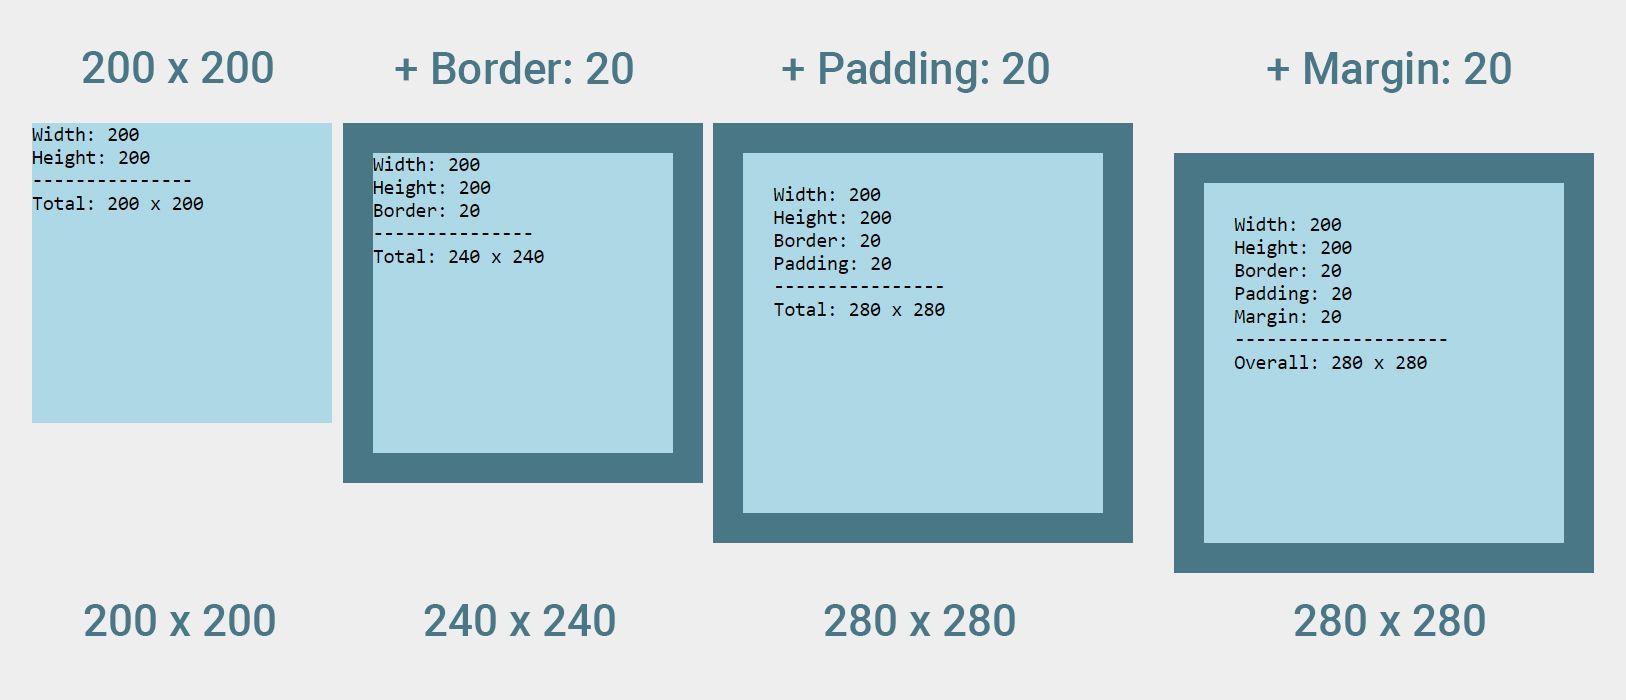 200 x 200
Width: 200
Height: 200
---------------
Total: 200 x 200
200 x 200
+ Border: 20
Width: 200
Height: 200
Border: 20
---------------
Total: 240 x 240
240 x 240
+ Padding: 20
Width: 200
Height: 200
Border: 20
Padding: 20
----------------
Total: 280 x 280
280 x 280
+ Margin: 20
Width: 200
Height: 200
Border: 20
Padding: 20
Margin: 20
--------------------
Overall: 280 x 280
280 x 280